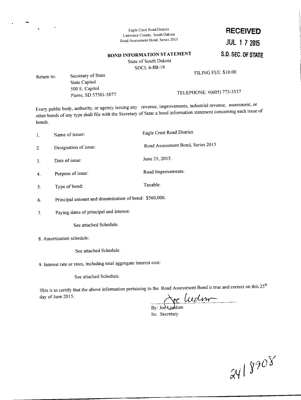 Eagle Crest Road District
Lawrence County, South Dakota
Road Assessment Bond, Series 2015
RECEIVED
JUL 17 2015
S.D. SEC. OF STATE
BOND INFORMATION STATEMENT
State of South Dakota
SDCL 6-8B-19
FILING FEE: $10.00
Return to: Secretary of State
State Capitol
500 E. Capitol
Pierre, SD 57501-5077
TELEPHONE: #(605) 773-3537
Every public body, authority, or agency issuing any revenue, improvements, industrial revenue, assessment, or
other bonds of any type shall file with the Secretary of State a bond information statement concerning each issue of
bonds.
1. Name of issuer: Eagle Crest Road District.
2. Designation of issue: Road Assessment Bond, Series 2015
3. Date of issue: June 25, 2015.
4. Purpose of issue: Road Improvements.
5. Type of bond: Taxable.
6. Principal amount and denomination of bond: $560,000.
7. Paying dates of principal and interest:
See attached Schedule.
8. Amortization schedule:
See attached Schedule.
9. Interest rate or rates, including total aggregate interest cost:
See attached Schedule.
This is to certify that the above information pertaining to the Road Assessment Bond is true and correct on this 25th
day of June 2015.
By: Joe
Its: Secretary
2418908